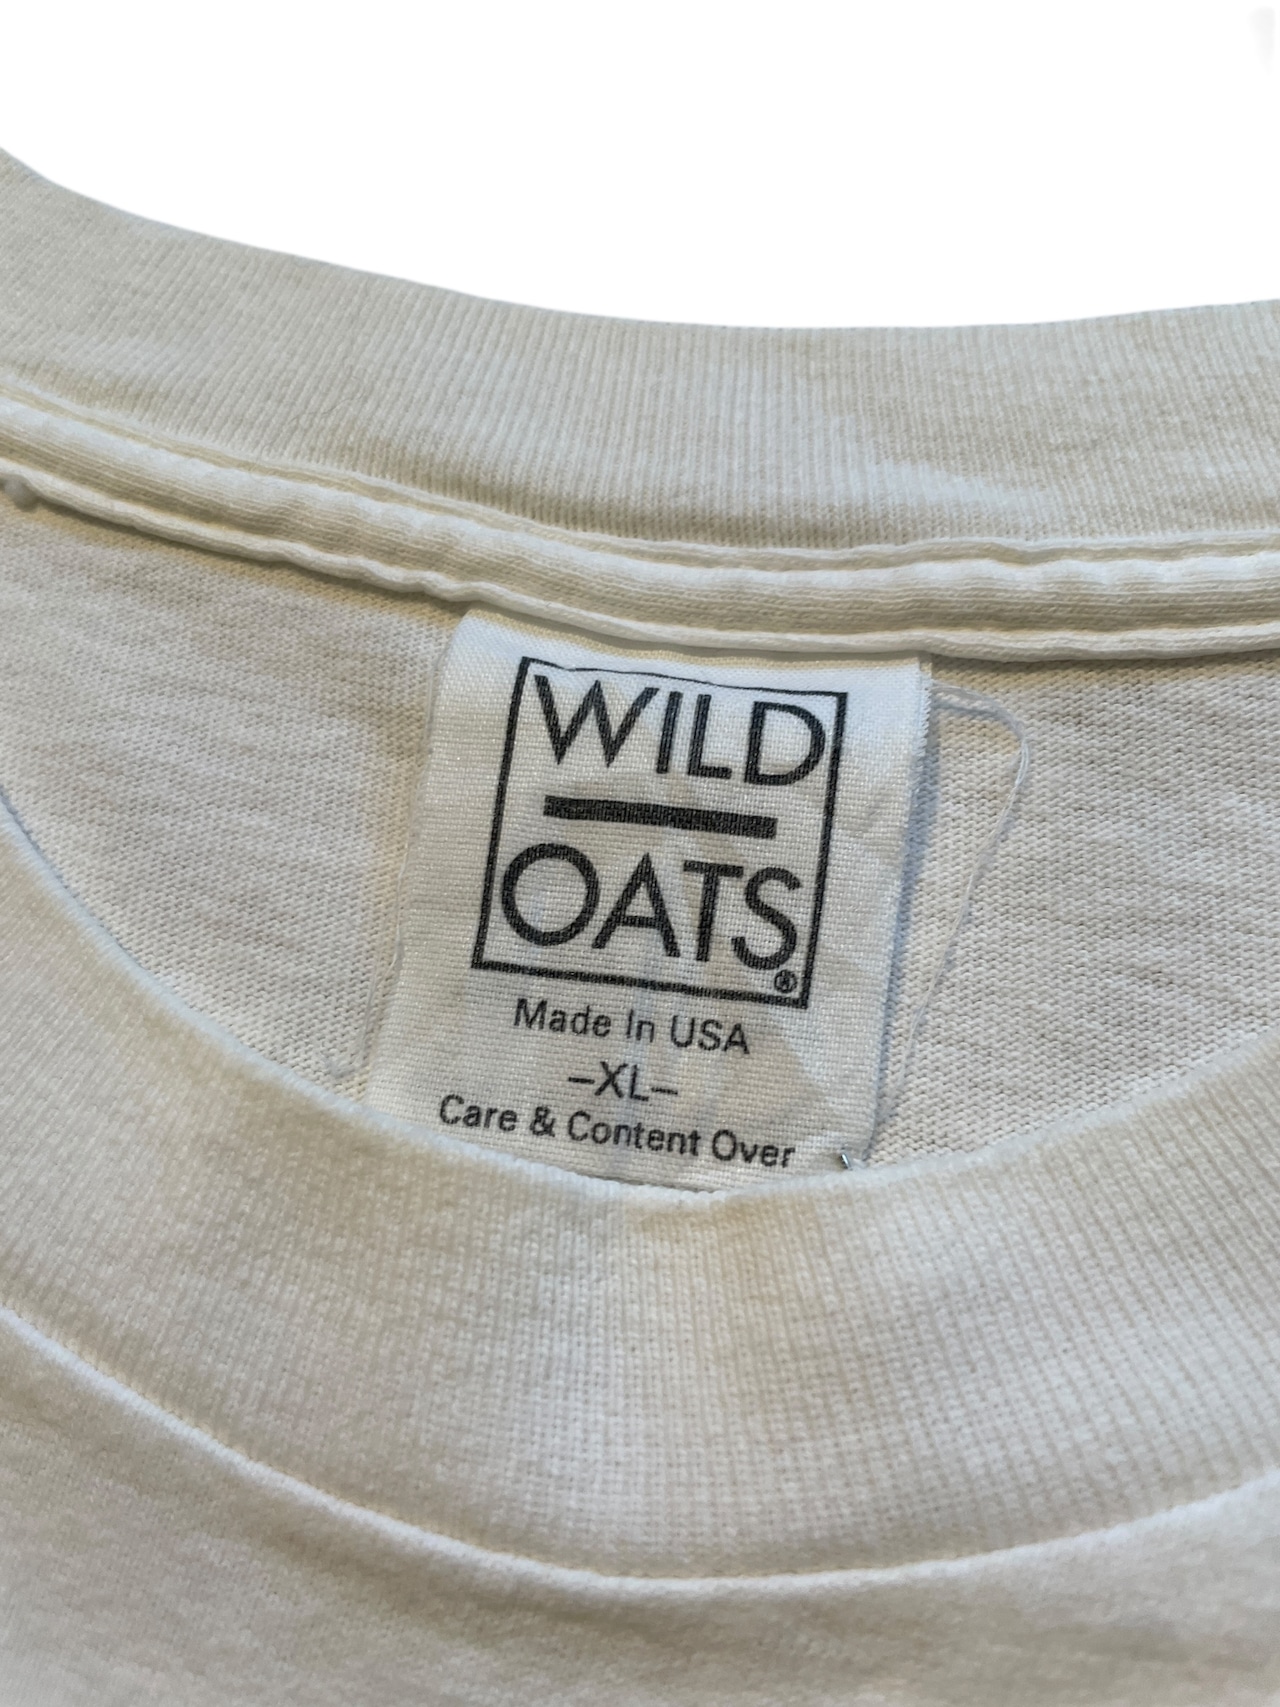 WILD
OATS®
Made In USA
–XL–
Care & Content Over